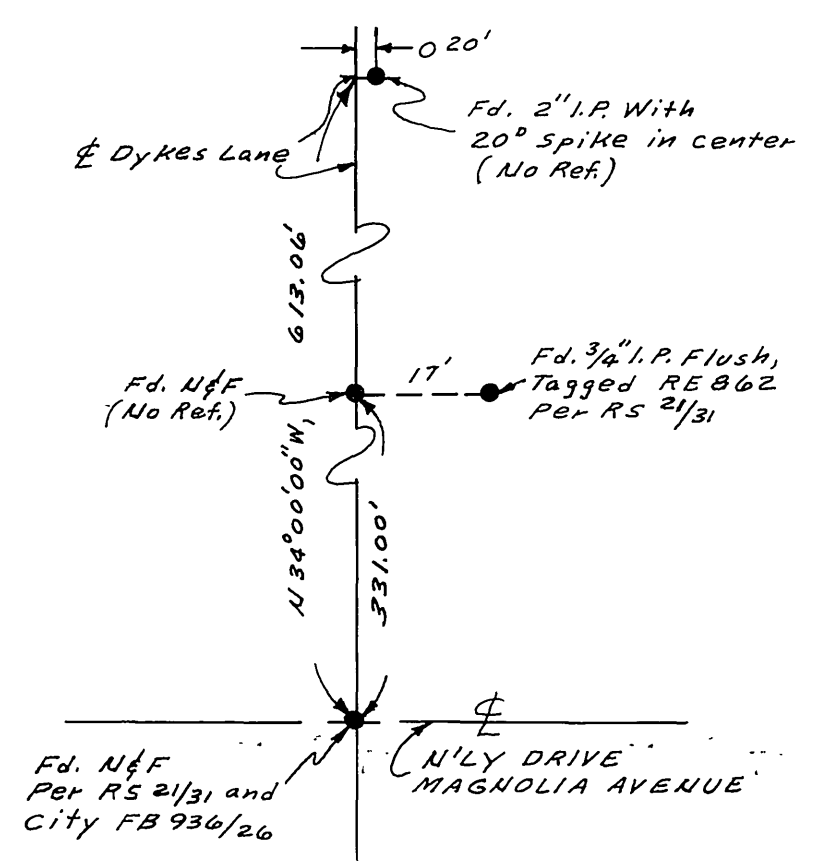 0 20'
Fd. 2" I.P. With
20ᴰ Spike in center
(No Ref.)
℄ Dykes Lane
613.06'
Fd. N&F
(No Ref.)
17'
Fd. 3/4" I.P. Flush,
Tagged RE 862
Per RS 21/31
N 34°00'00" W,
331.00'
℄
Fd. N&F
Per RS 21/31 and
City FB 936/26
N'LY DRIVE
MAGNOLIA AVENUE